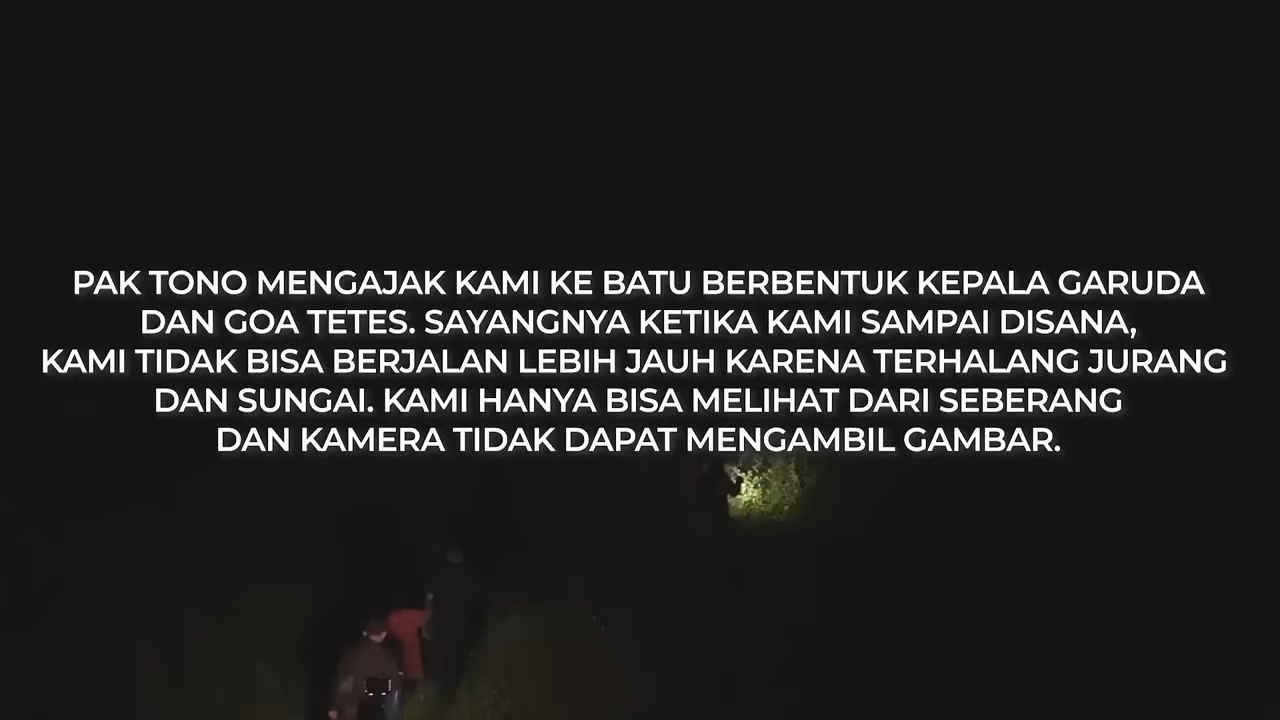 PAK TONO MENGAJAK KAMI KE BATU BERBENTUK KEPALA GARUDA
DAN GOA TETES. SAYANGNYA KETIKA KAMI SAMPAI DISANA,
KAMI TIDAK BISA BERJALAN LEBIH JAUH KARENA TERHALANG JURANG
DAN SUNGAI. KAMI HANYA BISA MELIHAT DARI SEBERANG
DAN KAMERA TIDAK DAPAT MENGAMBIL GAMBAR.